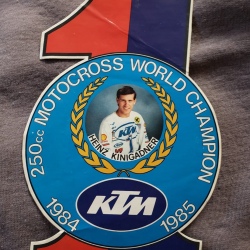 1
250cc MOTOCROSS WORLD CHAMPION
KTM
HEINZ KINIGADNER
KTM
1984 1985